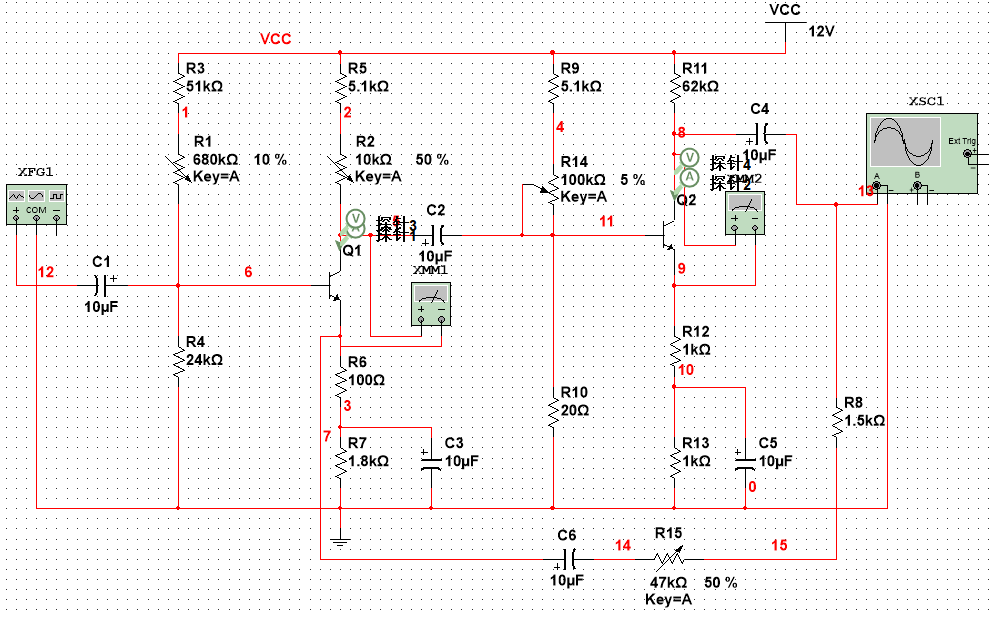 VCC
12V
VCC
R3
51kΩ
1
R5
5.1kΩ
2
R9
5.1kΩ
4
R11
62kΩ
8
C4
10μF
XSC1
Ext Trig
A
B
13
R1
680kΩ 10 %
Key=A
R2
10kΩ 50 %
Key=A
R14
100kΩ 5 %
Key=A
V
A
探针4
探针2
XMM2
Q2
XFG1
COM
V
探针3
探针1
Q1
C2
10μF
11
12
C1
10μF
6
XMM1
9
R4
24kΩ
R6
100Ω
3
7
R7
1.8kΩ
C3
10μF
R10
20Ω
R12
1kΩ
10
R13
1kΩ
C5
10μF
0
R8
1.5kΩ
C6
10μF
14
R15
47kΩ 50 %
Key=A
15